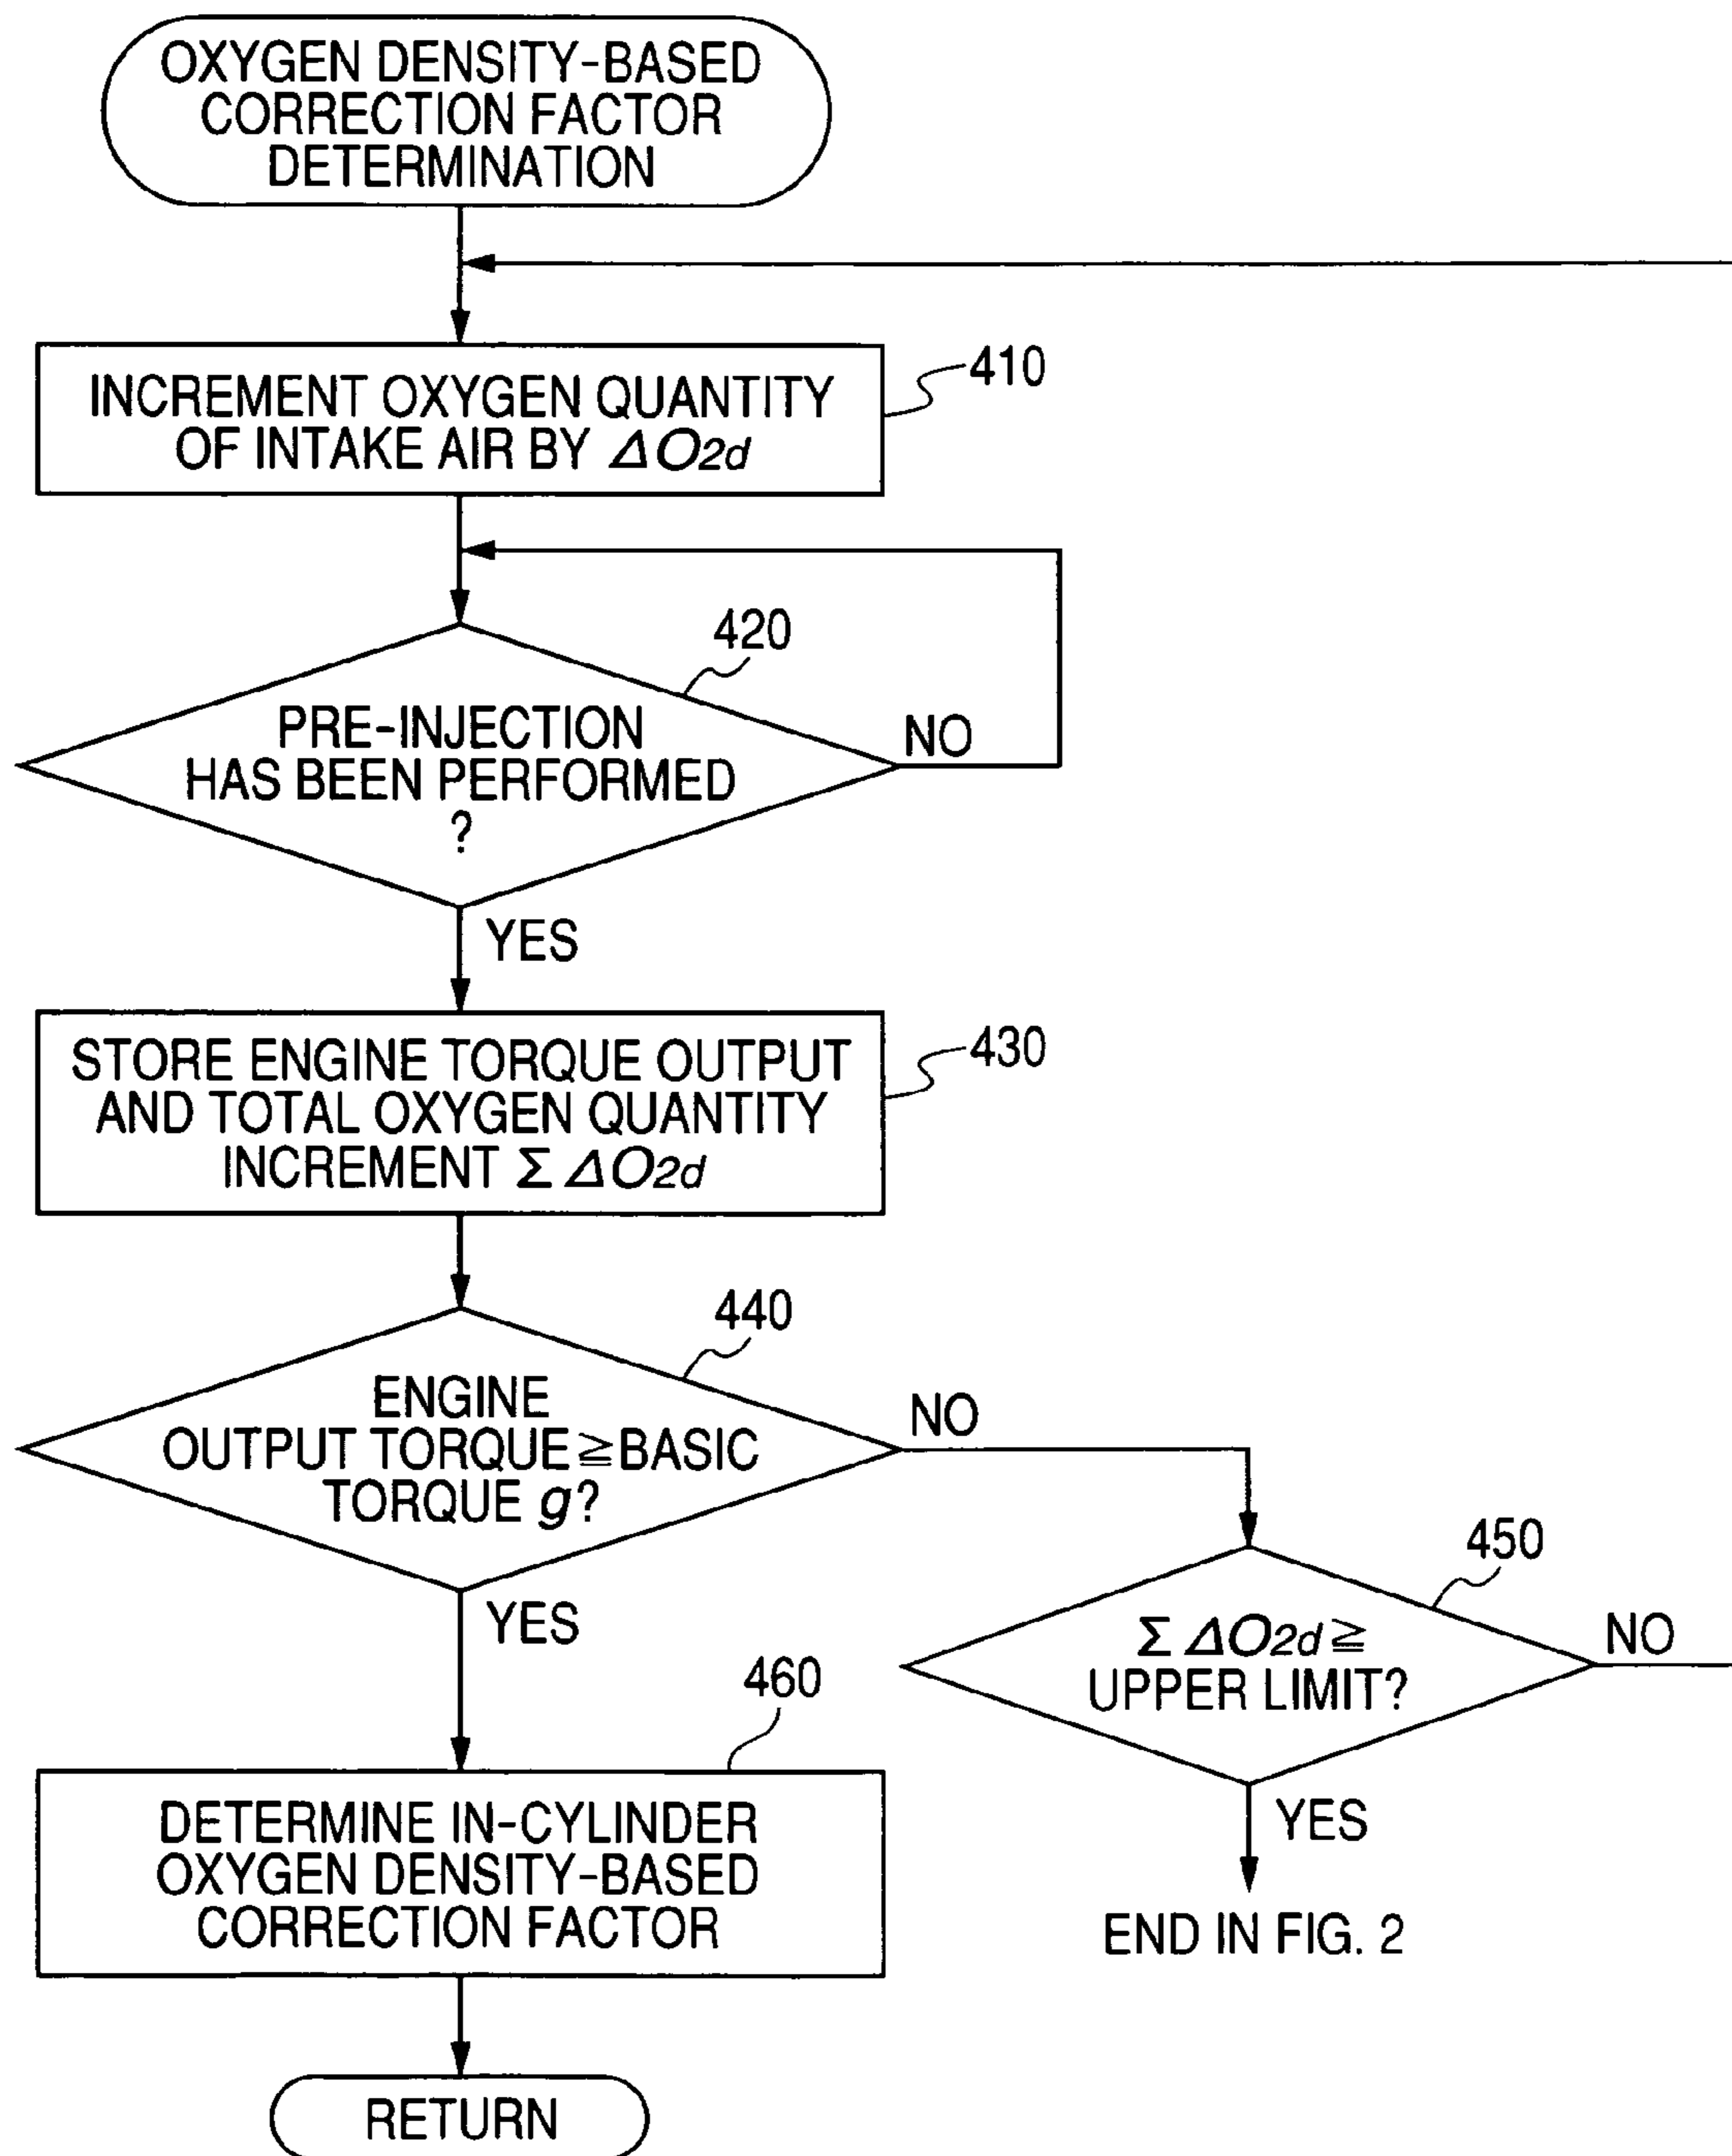 OXYGEN DENSITY-BASED
CORRECTION FACTOR
DETERMINATION
INCREMENT OXYGEN QUANTITY
OF INTAKE AIR BY ΔO2d
410
420
PRE-INJECTION
HAS BEEN PERFORMED
?
NO
YES
STORE ENGINE TORQUE OUTPUT
AND TOTAL OXYGEN QUANTITY
INCREMENT Σ ΔO2d
430
440
ENGINE
OUTPUT TORQUE ≧ BASIC
TORQUE g?
NO
YES
450
Σ ΔO2d ≧
UPPER LIMIT?
NO
YES
END IN FIG. 2
460
DETERMINE IN-CYLINDER
OXYGEN DENSITY-BASED
CORRECTION FACTOR
RETURN